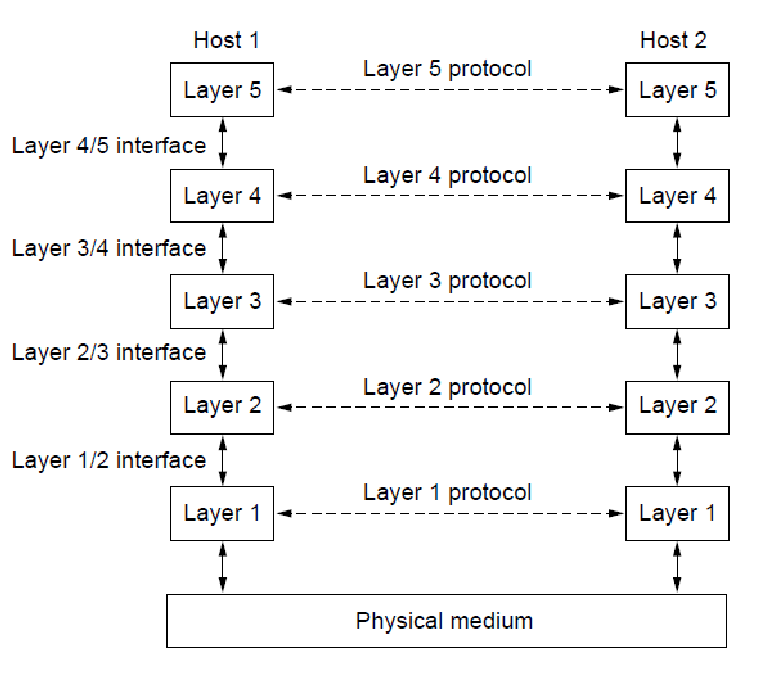 Host 1
Host 2
Layer 5 protocol
Layer 5
Layer 5
Layer 4/5 interface
Layer 4 protocol
Layer 4
Layer 4
Layer 3/4 interface
Layer 3 protocol
Layer 3
Layer 3
Layer 2/3 interface
Layer 2 protocol
Layer 2
Layer 2
Layer 1/2 interface
Layer 1 protocol
Layer 1
Layer 1
Physical medium